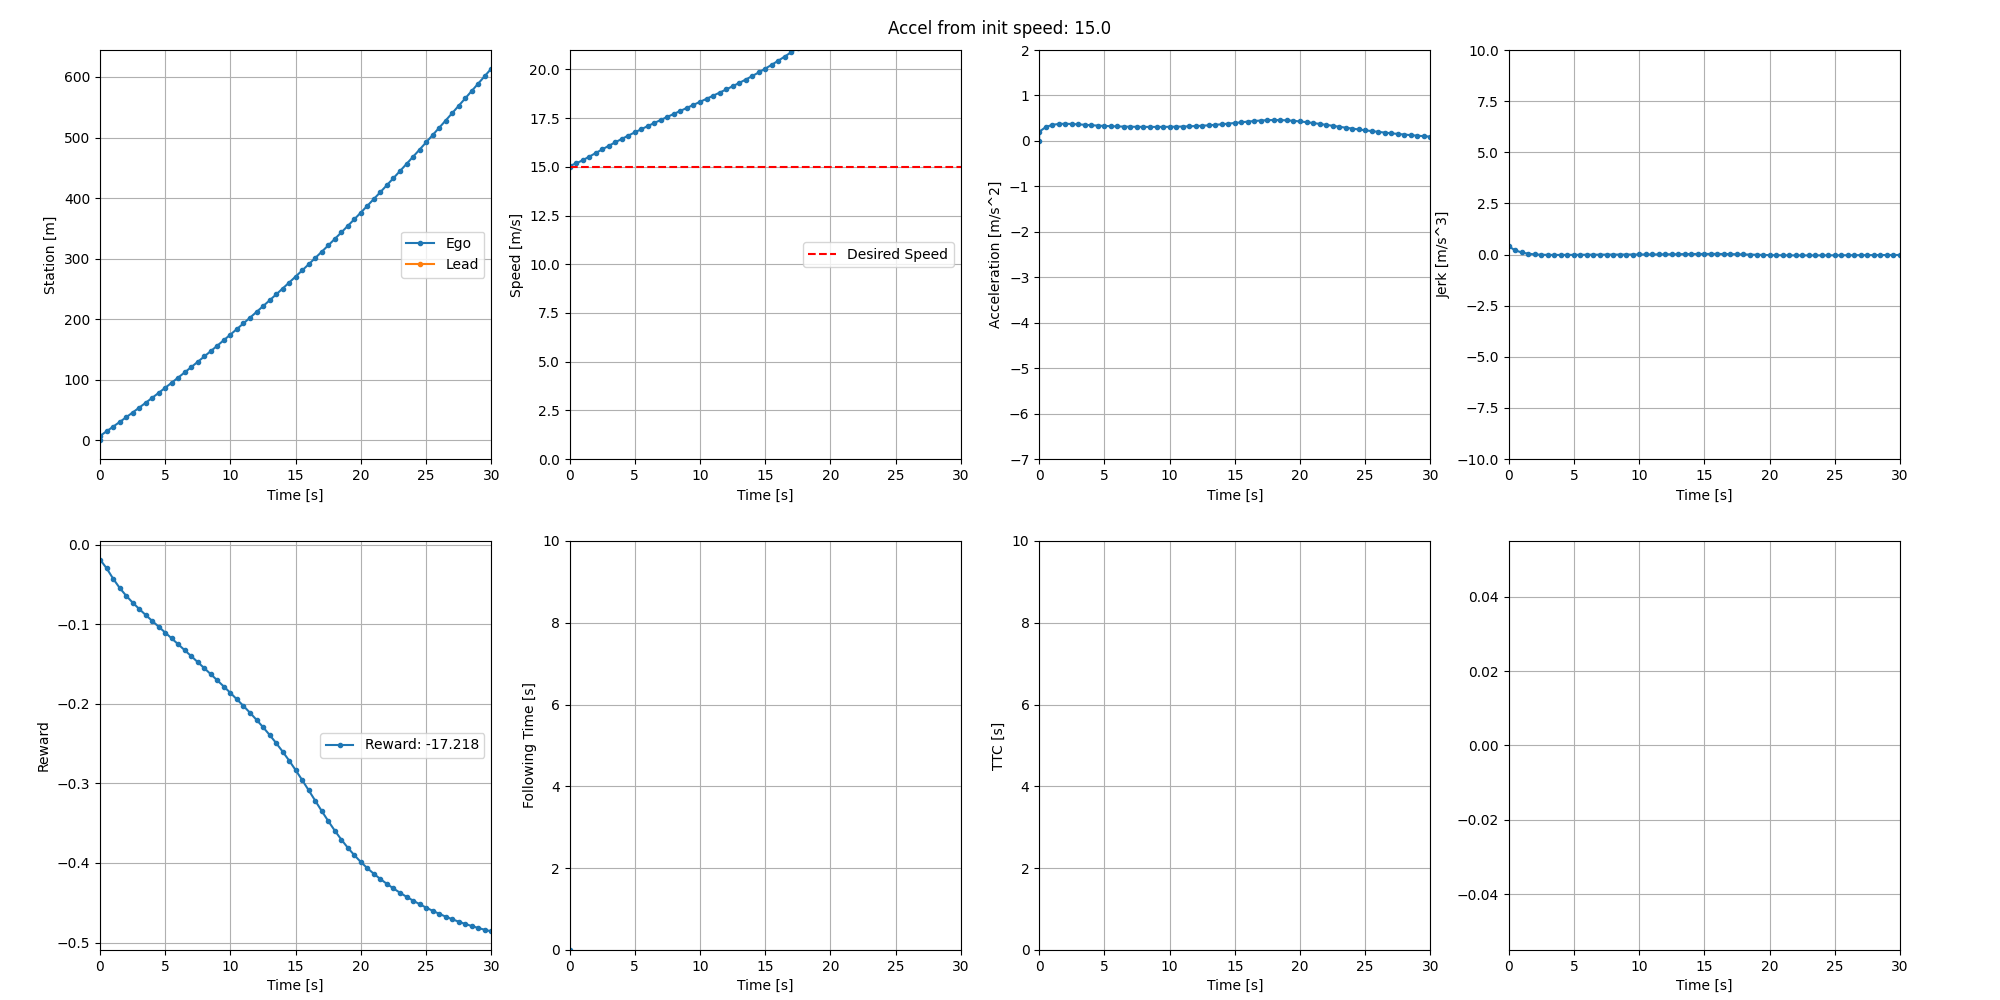 Accel from init speed: 15.0
600
500
400
300
200
100
0
Station [m]
Ego
Lead
0 5 10 15 20 25 30
Time [s]
20.0
17.5
15.0
12.5
10.0
7.5
5.0
2.5
0.0
Speed [m/s]
Desired Speed
0 5 10 15 20 25 30
Time [s]
2
1
0
−1
−2
−3
−4
−5
−6
−7
Acceleration [m/s^2]
0 5 10 15 20 25 30
Time [s]
10.0
7.5
5.0
2.5
0.0
−2.5
−5.0
−7.5
−10.0
Jerk [m/s^3]
0 5 10 15 20 25 30
Time [s]
0.0
−0.1
−0.2
−0.3
−0.4
−0.5
Reward
Reward: -17.218
0 5 10 15 20 25 30
Time [s]
10
8
6
4
2
0
Following Time [s]
0 5 10 15 20 25 30
Time [s]
10
8
6
4
2
0
TTC [s]
0 5 10 15 20 25 30
Time [s]
0.04
0.02
0.00
−0.02
−0.04
0 5 10 15 20 25 30
Time [s]